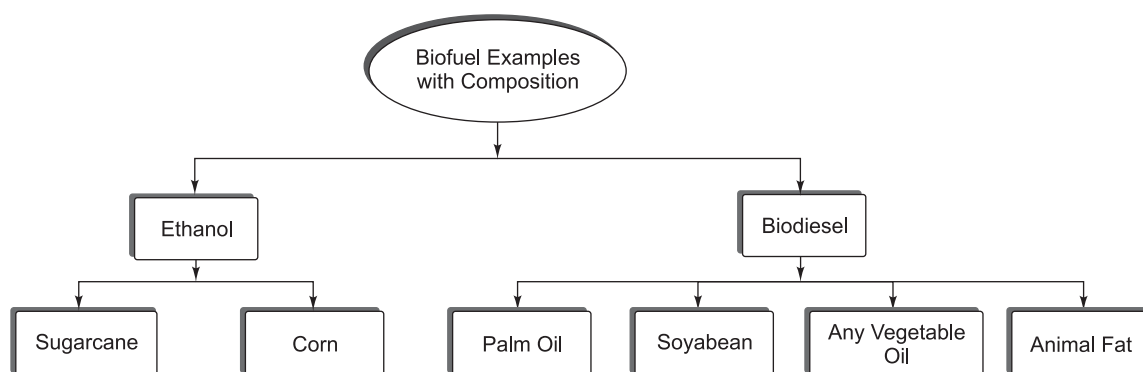 Biofuel Examples
with Composition
Ethanol
Biodiesel
Sugarcane
Corn
Palm Oil
Soyabean
Any Vegetable
Oil
Animal Fat